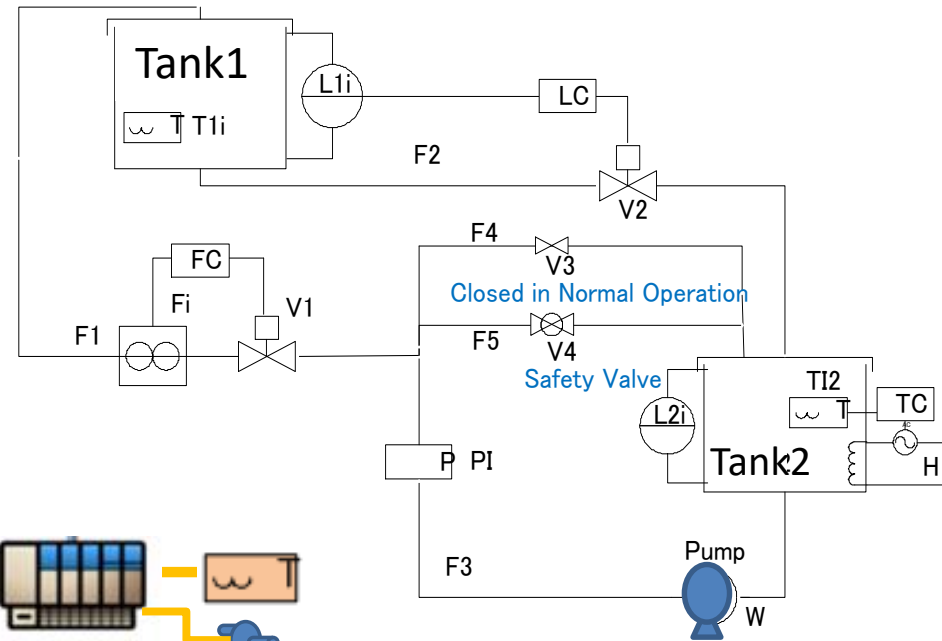 Tank1
L1i
LC
T T1i
F2
V2
F4
V3
FC
Closed in Normal Operation
Fi
V1
F1
F5
V4
Safety Valve
TI2
T
TC
AC
L2i
Tank2
H
P PI
Pump
F3
W
T